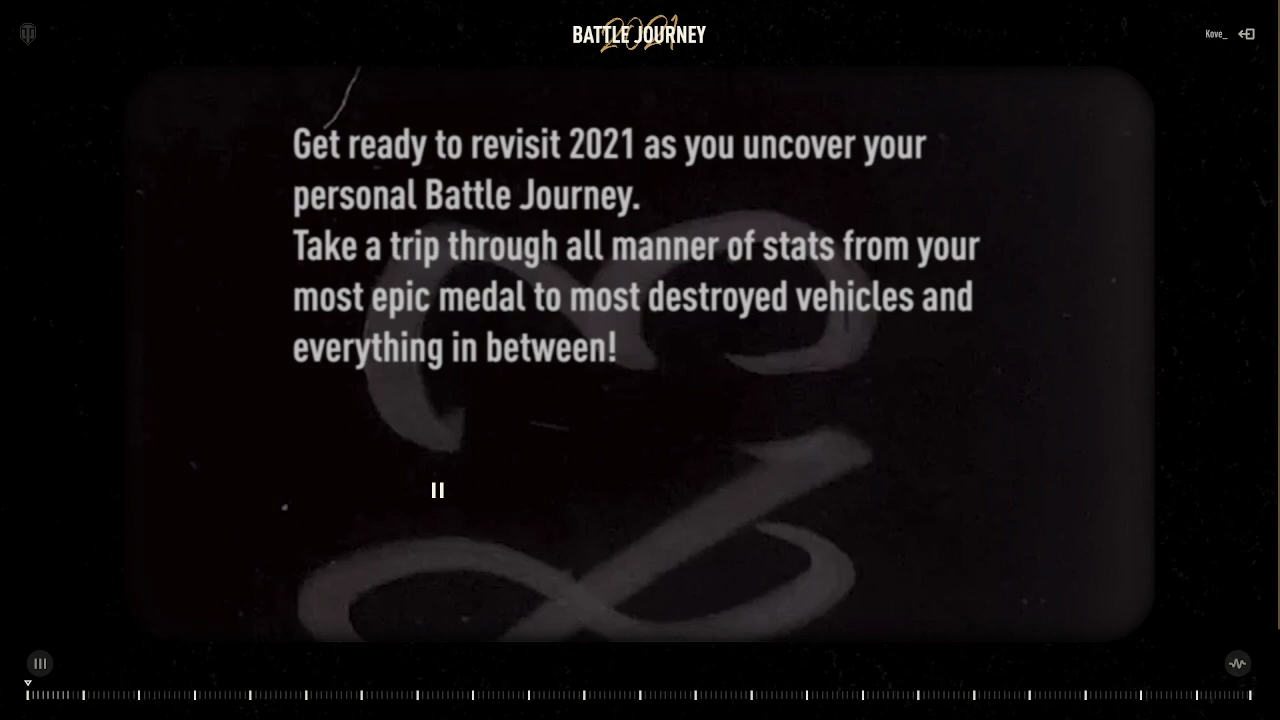 2021
BATTLE JOURNEY
Kove_
Get ready to revisit 2021 as you uncover your
personal Battle Journey.
Take a trip through all manner of stats from your
most epic medal to most destroyed vehicles and
everything in between!